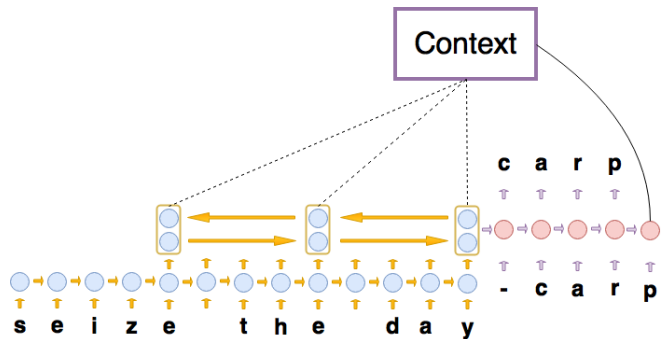 Context
c a r p
- c a r p
s e i z e t h e d a y